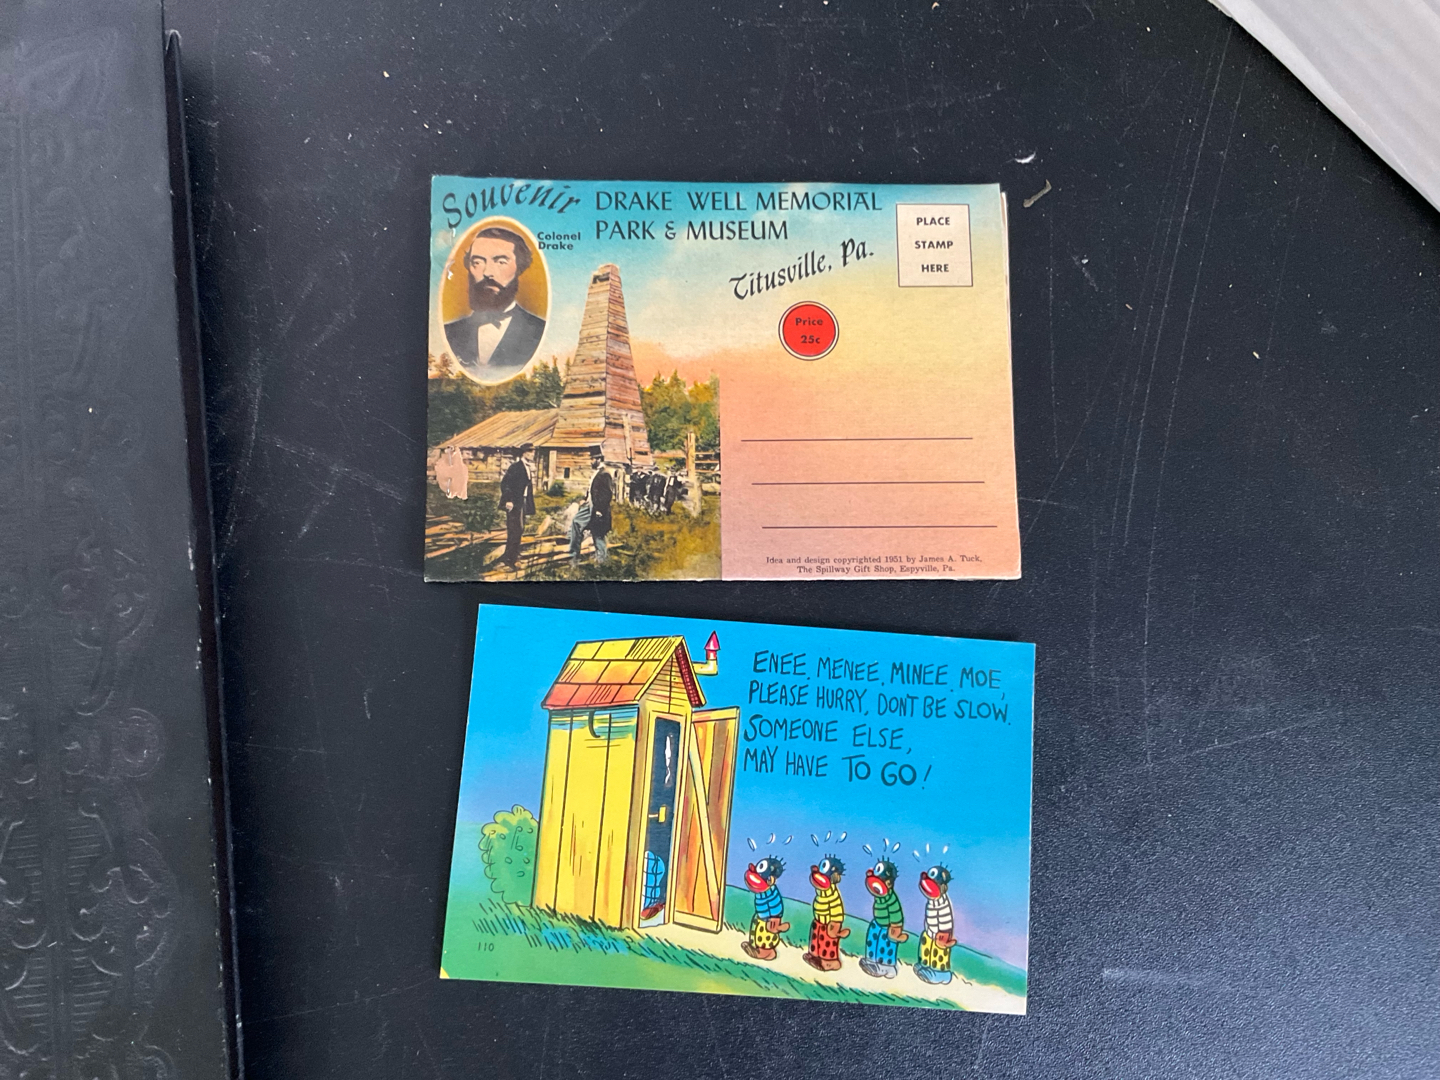 Souvenir
DRAKE WELL MEMORIAL
PARK & MUSEUM
Colonel
Drake
Titusville, Pa.
PLACE
STAMP
HERE
Price
25c
Idea and design copyrighted 1951 by James A. Tuck,
The Spillway Gift Shop, Espyville, Pa.
ENEE, MENEE, MINEE, MOE,
PLEASE HURRY, DONT BE SLOW.
SOMEONE ELSE,
MAY HAVE TO GO!
110